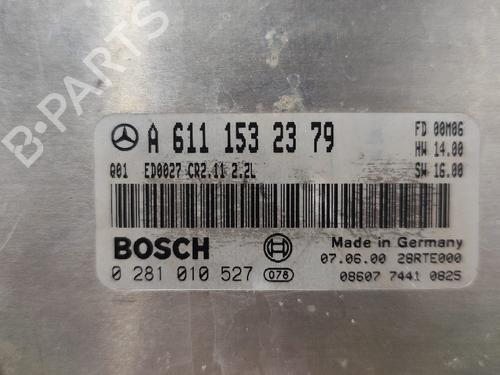 B-PARTS
A 611 153 23 79
FD 00M06
HW 14.00
Q01 ED0027 CR2.11 2.2L
SW 16.00
BOSCH
Made in Germany
07.06.00 28RTE000
0 281 010 527 078
08607 7441 0825